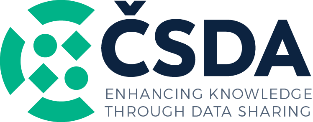 ČSDA
ENHANCING KNOWLEDGE
THROUGH DATA SHARING